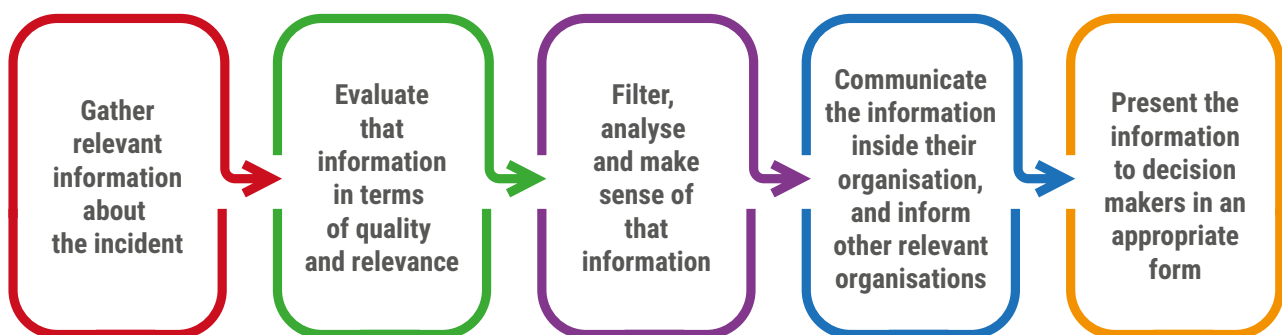 Gather
relevant
information
about
the incident
Evaluate
that
information
in terms
of quality
and relevance
Filter,
analyse
and make
sense of
that
information
Communicate
the information
inside their
organisation,
and inform
other relevant
organisations
Present the
information
to decision
makers in an
appropriate
form